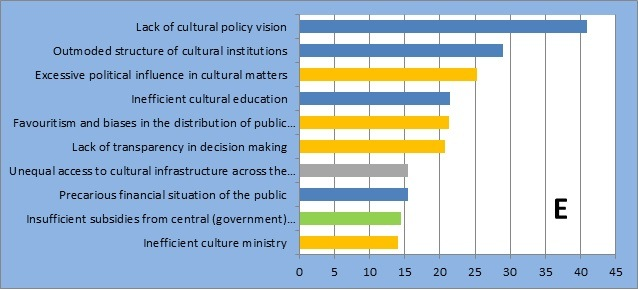 Lack of cultural policy vision
Outmoded structure of cultural institutions
Excessive political influence in cultural matters
Inefficient cultural education
Favouritism and biases in the distribution of public...
Lack of transparency in decision making
Unequal access to cultural infrastructure across the...
Precarious financial situation of the public
Insufficient subsidies from central (government)...
Inefficient culture ministry
E
0 5 10 15 20 25 30 35 40 45